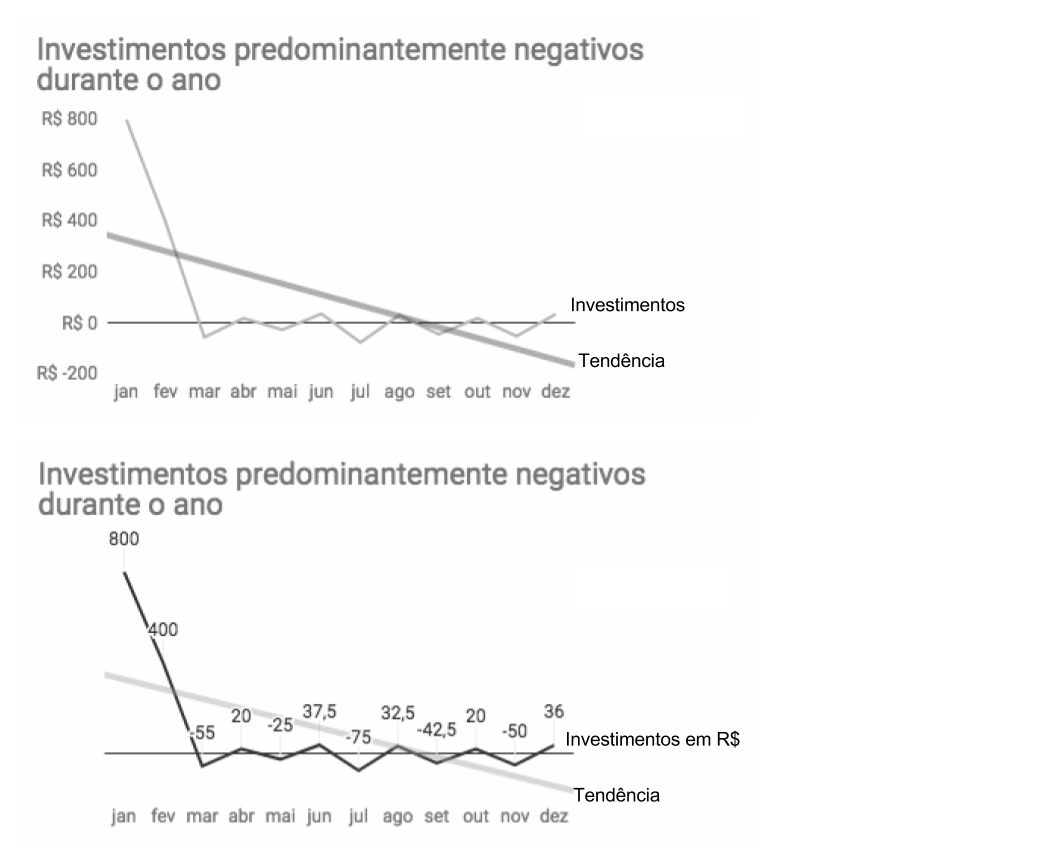 Investimentos predominantemente negativos
durante o ano
R$ 800
R$ 600
R$ 400
R$ 200
R$ 0
R$ -200
Investimentos
Tendência
jan fev mar abr mai jun jul ago set out nov dez
Investimentos predominantemente negativos
durante o ano
800
400
-55
20
-25
37,5
-75
32,5
-42,5
20
-50
36
Investimentos em R$
Tendência
jan fev mar abr mai jun jul ago set out nov dez